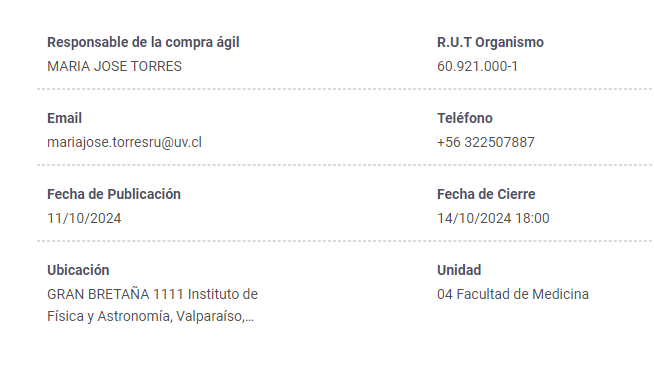 Responsable de la compra ágil
MARIA JOSE TORRES
R.U.T Organismo
60.921.000-1
Email
mariajose.torresru@uv.cl
Teléfono
+56 322507887
Fecha de Publicación
11/10/2024
Fecha de Cierre
14/10/2024 18:00
Ubicación
GRAN BRETAÑA 1111 Instituto de
Física y Astronomía, Valparaíso,...
Unidad
04 Facultad de Medicina